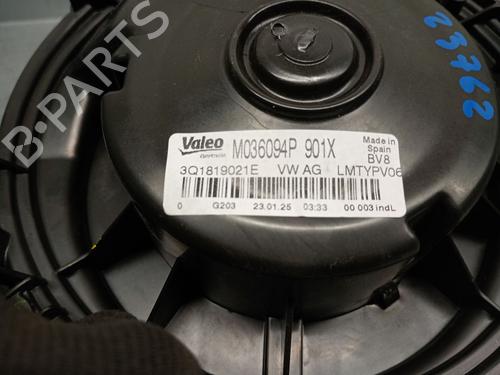 B-PARTS
23762
Valeo
M036094P 901X
Made in
Spain
BV8
3Q1819021E VW AG LMTYPV06
0 G203 23.01.25 03:33 00 003 indL